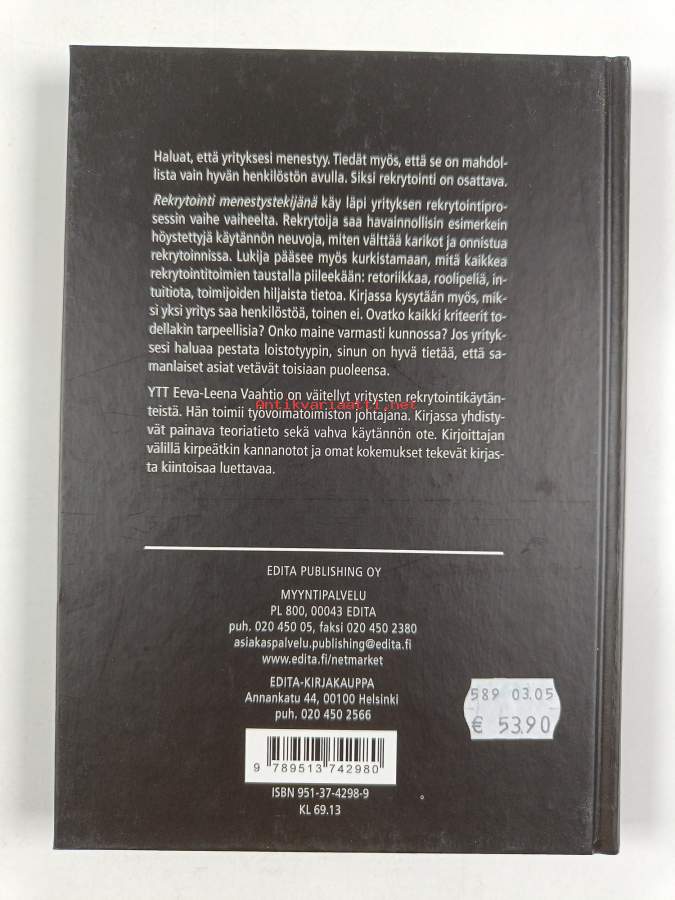 Haluat, että yrityksesi menestyy. Tiedät myös, että se on mahdol-
lista vain hyvän henkilöstön avulla. Siksi rekrytointi on osattava.
Rekrytointi menestystekijänä käy läpi yrityksen rekrytointipro-
sessin vaihe vaiheelta. Rekrytoija saa havainnollisin esimerkein
höystettyjä käytännön neuvoja, miten välttää karikot ja onnistua
rekrytoinnissa. Lukija pääsee myös kurkistamaan, mitä kaikkea
rekrytointitoimien taustalla piileekään: retoriikkaa, roolipeliä, in-
tuitiota, toimijoiden hiljaista tietoa. Kirjassa kysytään myös, mik-
si yksi yritys saa henkilöstöä, toinen ei. Ovatko kaikki kriteerit to-
dellakin tarpeellisia? Onko maine varmasti kunnossa? Jos yrityk-
sesi haluaa pestata loistotyypin, sinun on hyvä tietää, että sa-
manlaiset asiat vetävät toisiaan puoleensa.
YTT Eeva-Leena Vaahtio on väitellyt yritysten rekrytointikäytän-
teistä. Hän toimii työvoimatoimiston johtajana. Kirjassa yhdisty-
vät painava teoriatieto sekä vahva käytännön ote. Kirjoittajan
välillä kirpeätkin kannanotot ja omat kokemukset tekevät kirjas-
ta kiintoisaa luettavaa.
Antikvariaatti.net
EDITA PUBLISHING OY
MYYNTIPALVELU
PL 800, 00043 EDITA
puh. 020 450 05, faksi 020 450 2380
asiakaspalvelu.publishing@edita.fi
www.edita.fi/netmarket
EDITA-KIRJAKAUPPA
Annankatu 44, 00100 Helsinki
puh. 020 450 2566
589 03.05
€ 53.90
9 789513 742980
ISBN 951-37-4298-9
KL 69.13